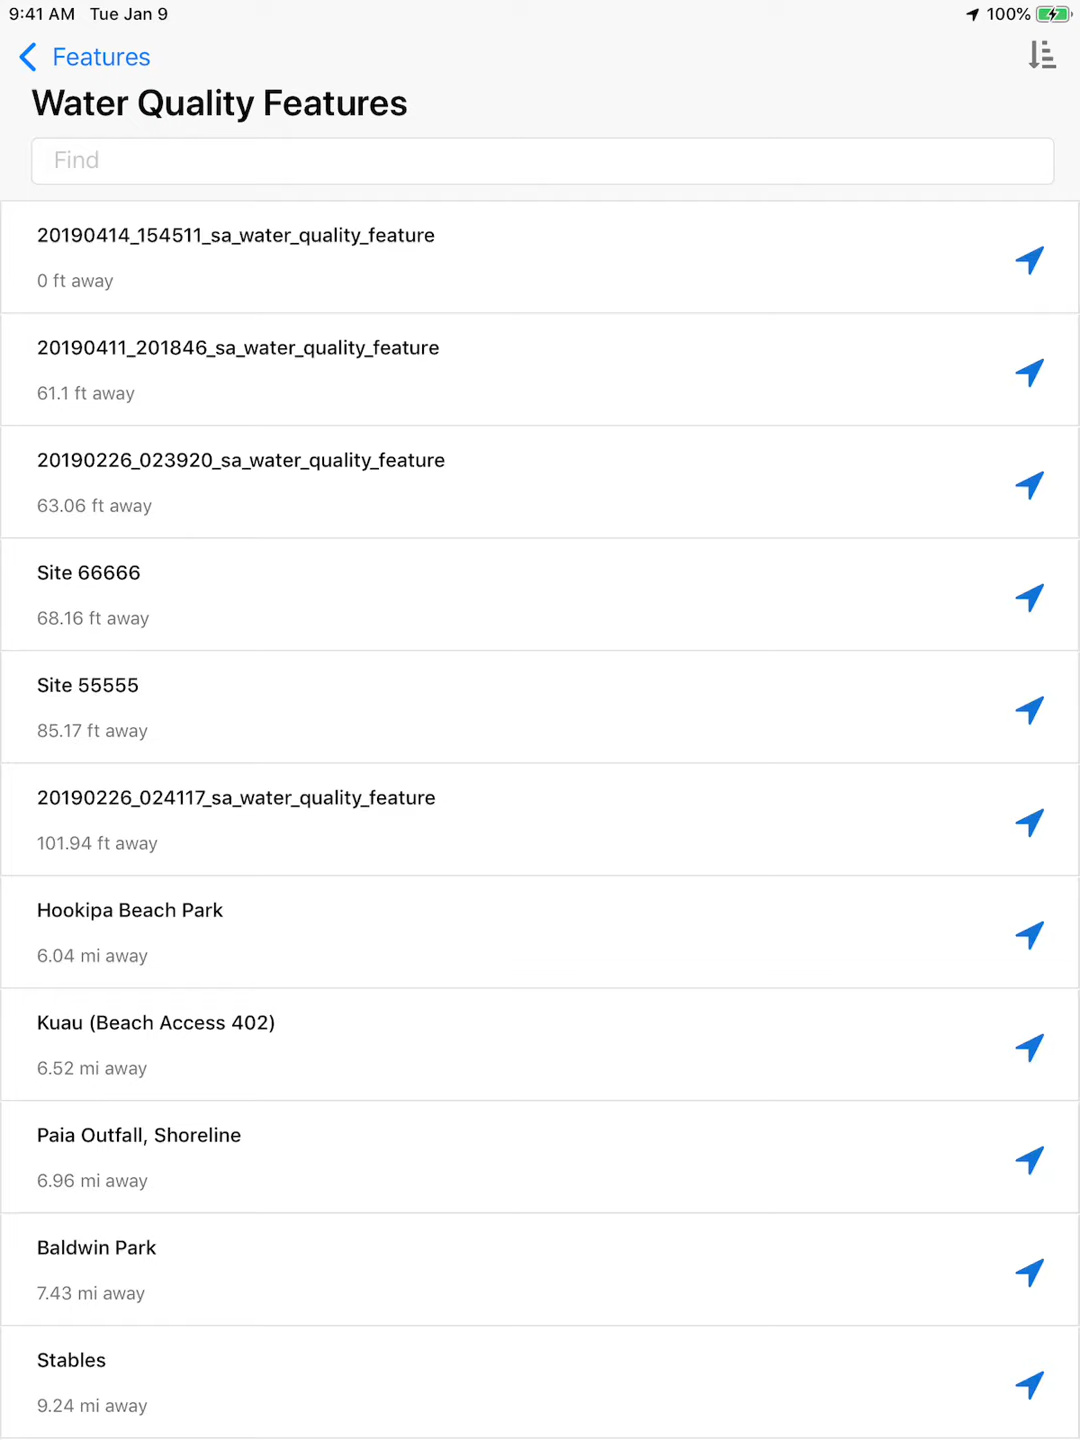 9:41 AM Tue Jan 9 100%
Features
Water Quality Features
Find
20190414_154511_sa_water_quality_feature
0 ft away
20190411_201846_sa_water_quality_feature
61.1 ft away
20190226_023920_sa_water_quality_feature
63.06 ft away
Site 66666
68.16 ft away
Site 55555
85.17 ft away
20190226_024117_sa_water_quality_feature
101.94 ft away
Hookipa Beach Park
6.04 mi away
Kuau (Beach Access 402)
6.52 mi away
Paia Outfall, Shoreline
6.96 mi away
Baldwin Park
7.43 mi away
Stables
9.24 mi away